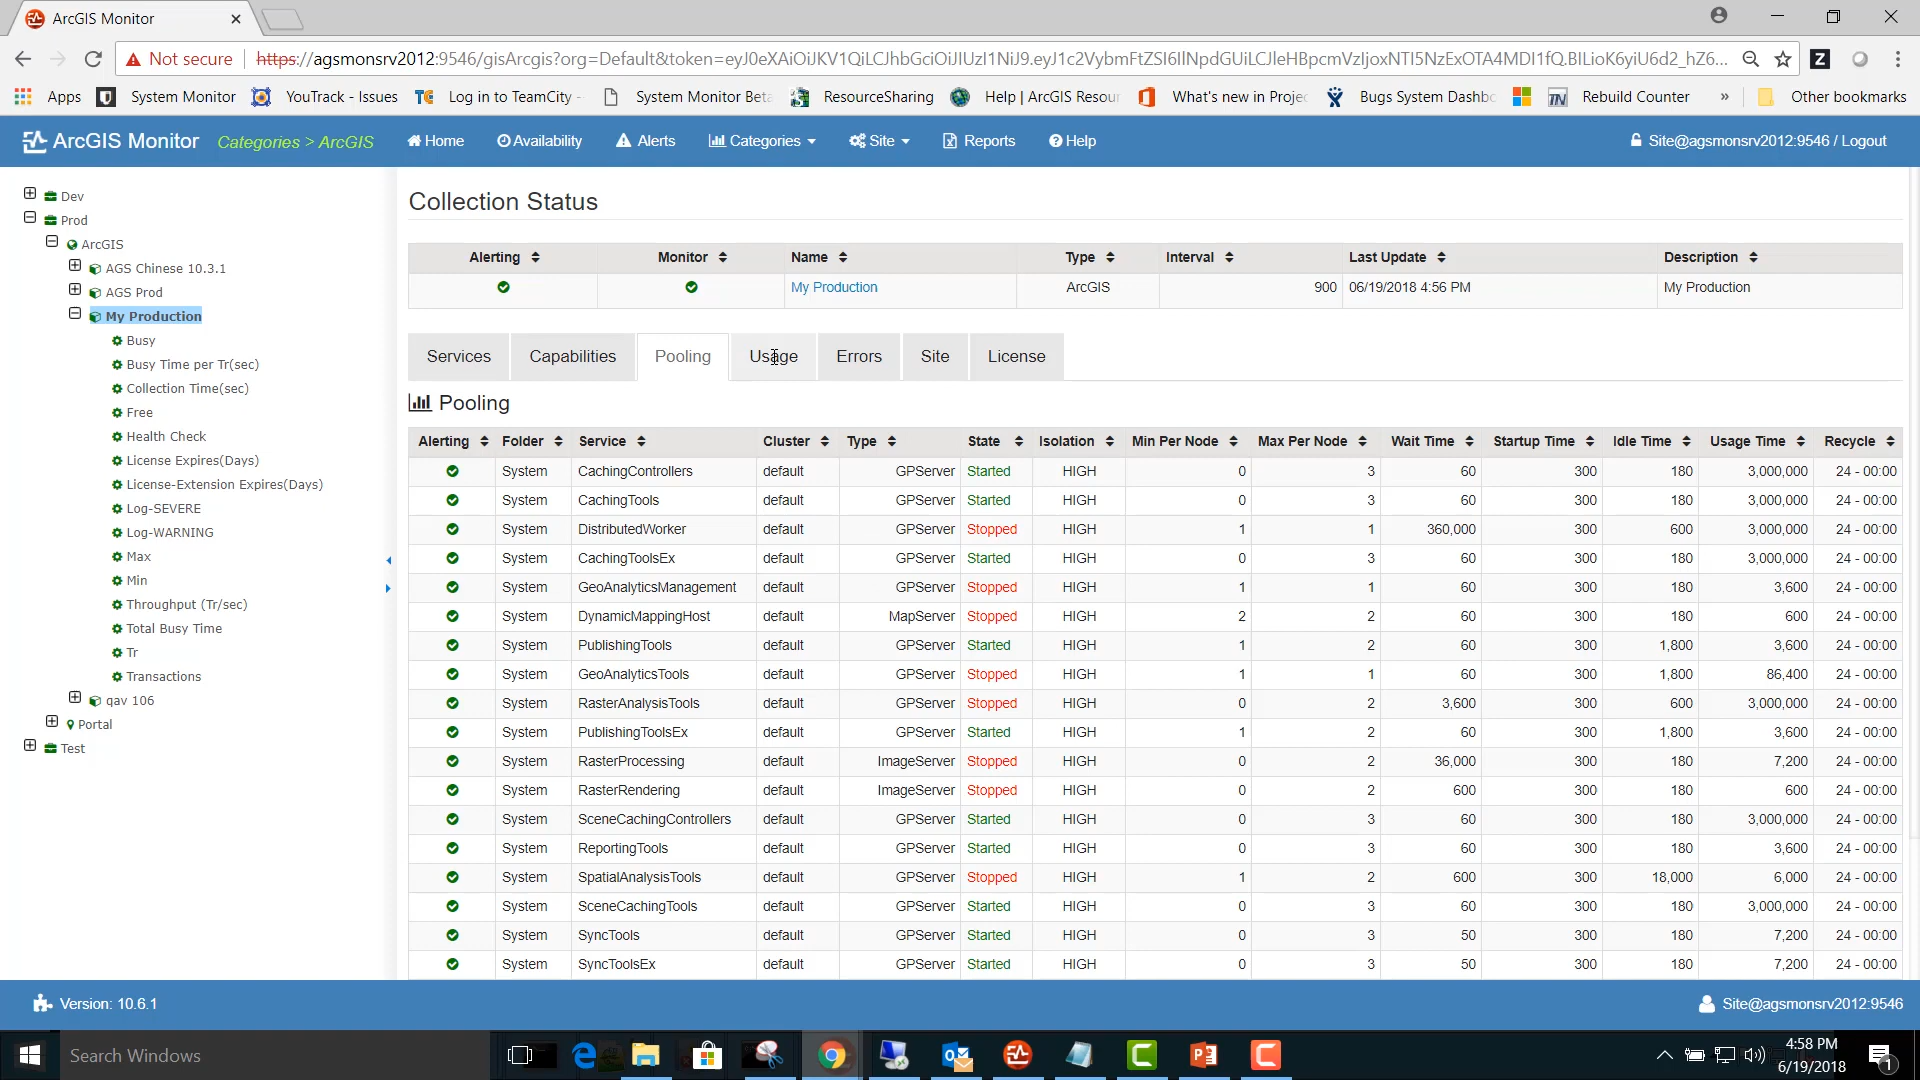 ArcGIS Monitor
Not secure https://agsmonsrv2012:9546/gisArcgis?org=Default&token=eyJ0eXAiOiJKV1QiLCJhbGciOiJIUzI1NiJ9.eyJ1c2VybmFtZSI6IlNpdGUiLCJleHBpcmVzIjoxNTI5NzExOTA4MDI1fQ.BILioK6yiU6d2_hZ6...
Apps System Monitor YouTrack - Issues Log in to TeamCity - System Monitor Beta ResourceSharing Help | ArcGIS Resour What's new in Projec Bugs System Dashbo Rebuild Counter » Other bookmarks
ArcGIS Monitor Categories > ArcGIS Home Availability Alerts Categories Site Reports Help Site@agsmonsrv2012:9546 / Logout
Dev
Prod
ArcGIS
AGS Chinese 10.3.1
AGS Prod
My Production
Busy
Busy Time per Tr(sec)
Collection Time(sec)
Free
Health Check
License Expires(Days)
License-Extension Expires(Days)
Log-SEVERE
Log-WARNING
Max
Min
Throughput (Tr/sec)
Total Busy Time
Tr
Transactions
qav 106
Portal
Test
Collection Status
Alerting Monitor Name Type Interval Last Update Description
My Production ArcGIS 900 06/19/2018 4:56 PM My Production
Services Capabilities Pooling Usage Errors Site License
Pooling
Alerting Folder Service Cluster Type State Isolation Min Per Node Max Per Node Wait Time Startup Time Idle Time Usage Time Recycle
System CachingControllers default GPServer Started HIGH 0 3 60 300 180 3,000,000 24 - 00:00
System CachingTools default GPServer Started HIGH 0 3 60 300 180 3,000,000 24 - 00:00
System DistributedWorker default GPServer Stopped HIGH 1 1 360,000 300 600 3,000,000 24 - 00:00
System CachingToolsEx default GPServer Started HIGH 0 3 60 300 180 3,000,000 24 - 00:00
System GeoAnalyticsManagement default GPServer Stopped HIGH 1 1 60 300 180 3,600 24 - 00:00
System DynamicMappingHost default MapServer Stopped HIGH 2 2 60 300 180 600 24 - 00:00
System PublishingTools default GPServer Started HIGH 1 2 60 300 1,800 3,600 24 - 00:00
System GeoAnalyticsTools default GPServer Stopped HIGH 1 1 60 300 1,800 86,400 24 - 00:00
System RasterAnalysisTools default GPServer Stopped HIGH 0 2 3,600 300 600 3,000,000 24 - 00:00
System PublishingToolsEx default GPServer Started HIGH 1 2 60 300 1,800 3,600 24 - 00:00
System RasterProcessing default ImageServer Stopped HIGH 0 2 36,000 300 180 7,200 24 - 00:00
System RasterRendering default ImageServer Stopped HIGH 0 2 600 300 180 600 24 - 00:00
System SceneCachingControllers default GPServer Started HIGH 0 3 60 300 180 3,000,000 24 - 00:00
System ReportingTools default GPServer Started HIGH 0 3 60 300 180 3,600 24 - 00:00
System SpatialAnalysisTools default GPServer Stopped HIGH 1 2 600 300 18,000 6,000 24 - 00:00
System SceneCachingTools default GPServer Started HIGH 0 3 60 300 180 3,000,000 24 - 00:00
System SyncTools default GPServer Started HIGH 0 3 50 300 180 7,200 24 - 00:00
System SyncToolsEx default GPServer Started HIGH 0 3 50 300 180 7,200 24 - 00:00
Version: 10.6.1 Site@agsmonsrv2012:9546
Search Windows
4:58 PM
6/19/2018
1